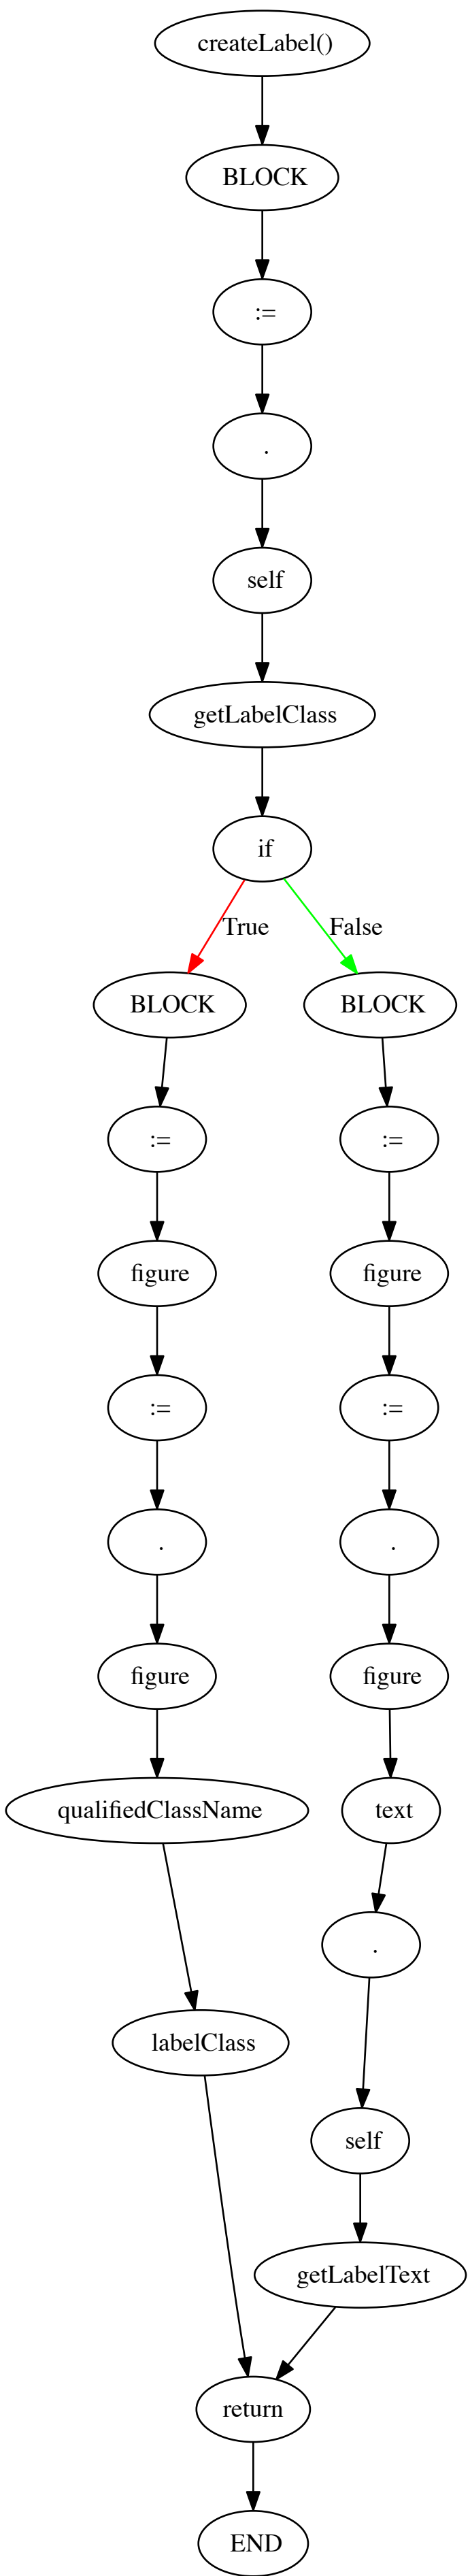 createLabel()
BLOCK
:=
.
self
getLabelClass
if
True
False
BLOCK
BLOCK
:=
:=
figure
figure
:=
:=
.
.
figure
figure
qualifiedClassName
text
.
labelClass
self
getLabelText
return
END